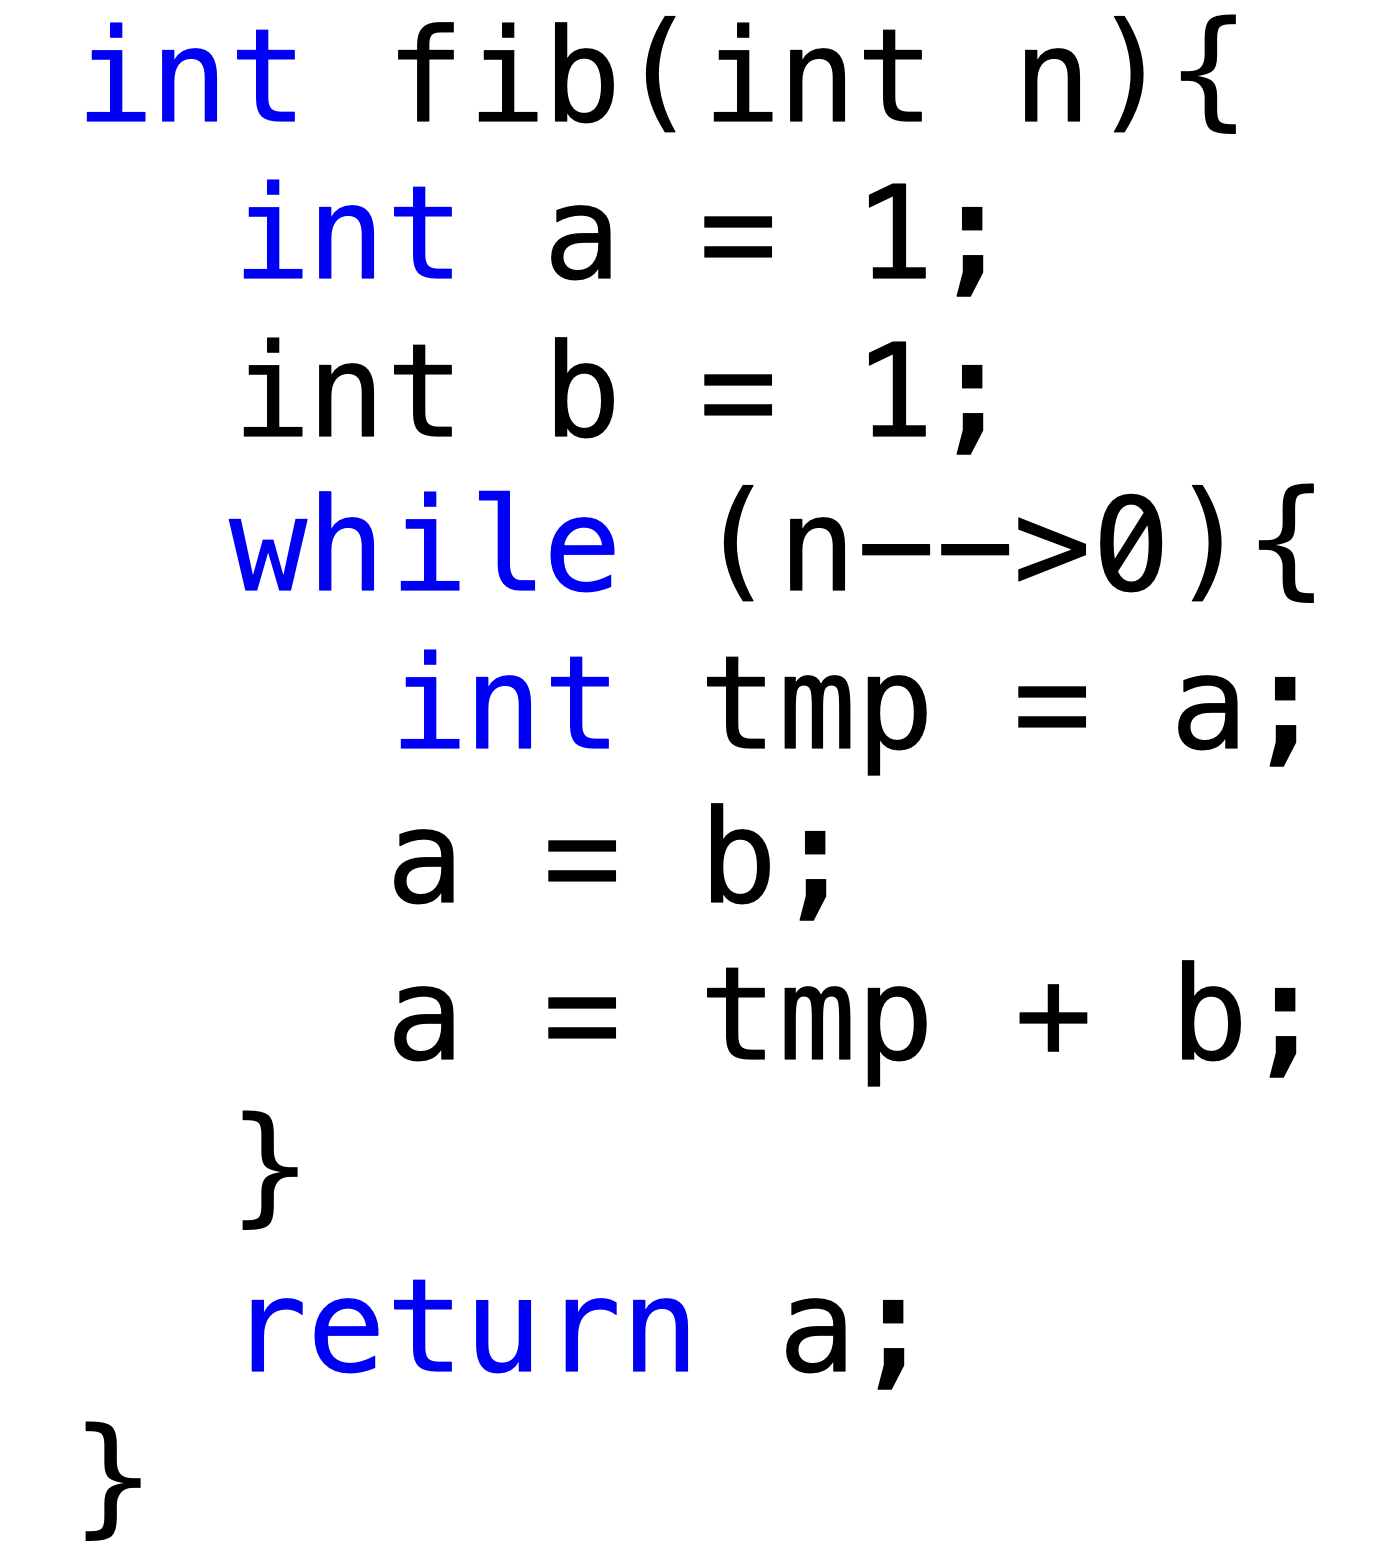 int fib(int n){
int a = 1;
int b = 1;
while (n-->0){
int tmp = a;
a = b;
a = tmp + b;
}
return a;
}